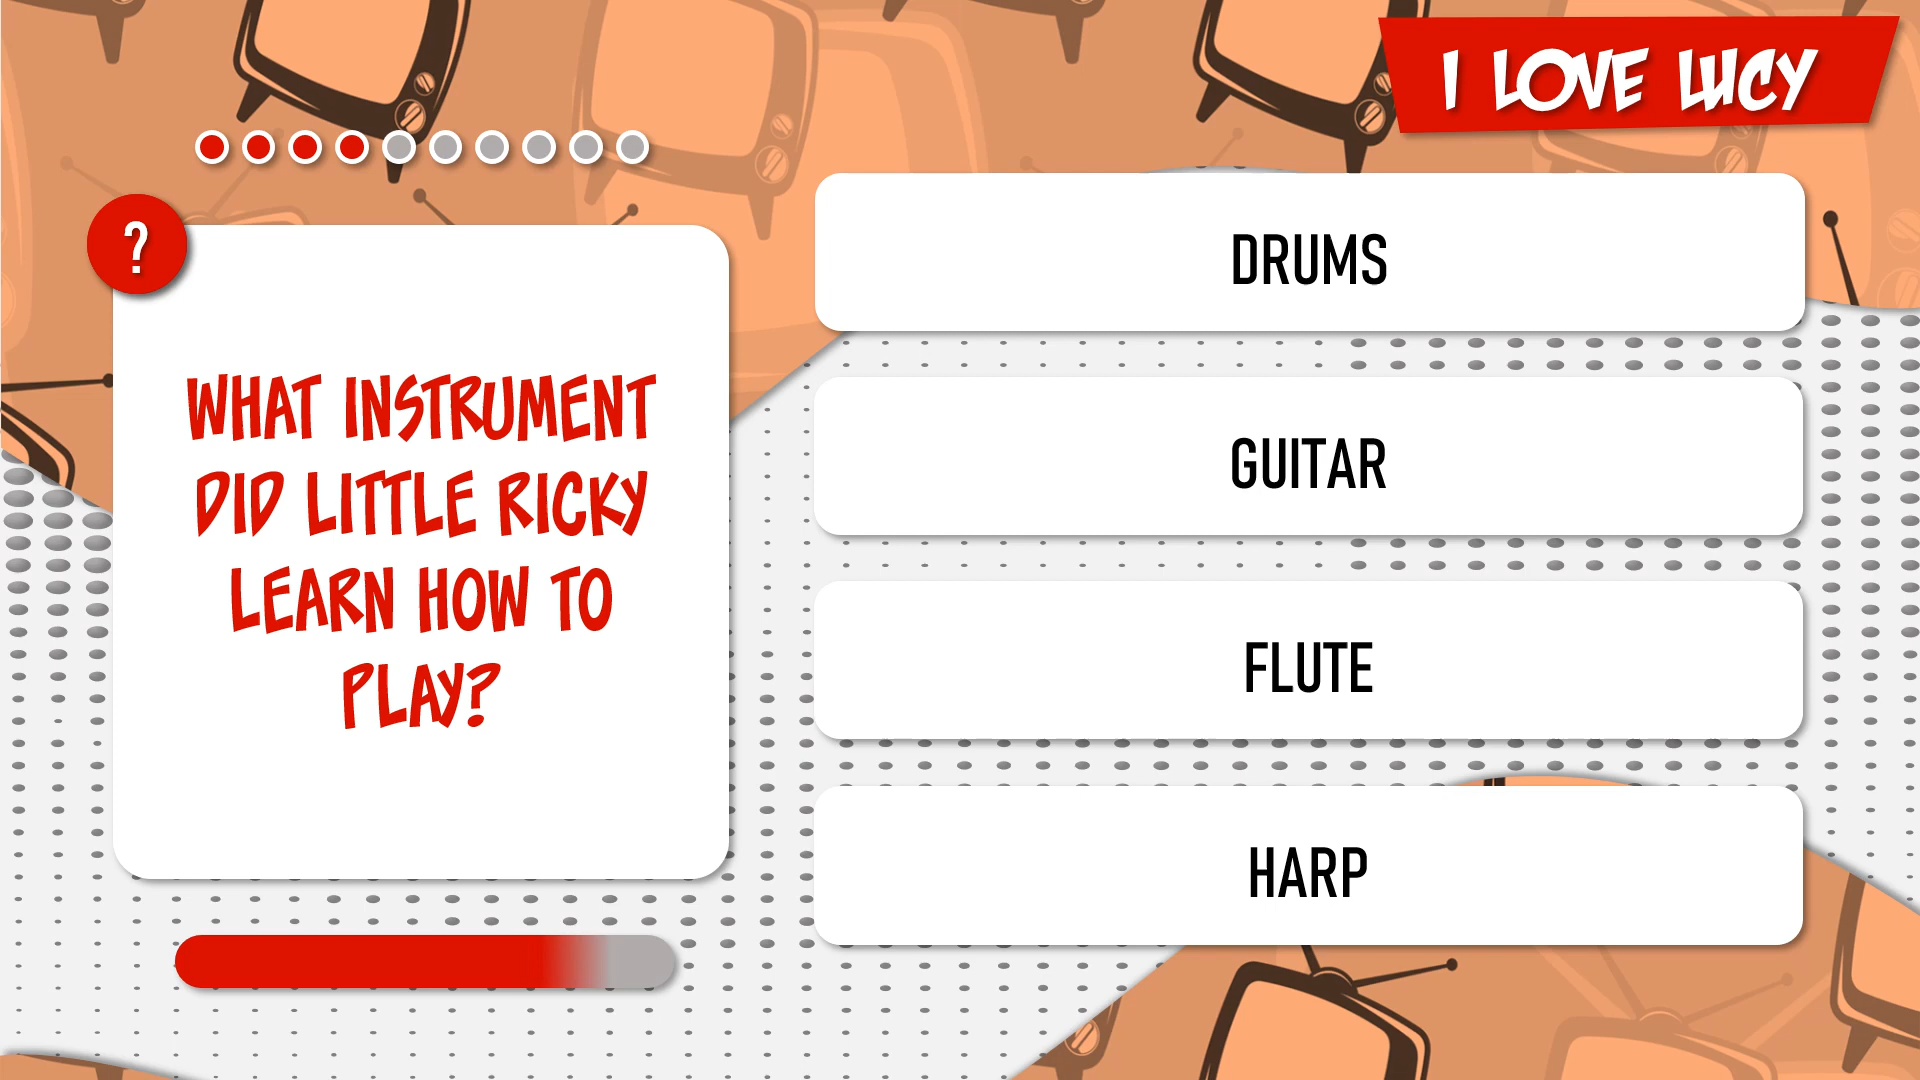 I LOVE LUCY
?
WHAT INSTRUMENT
DID LITTLE RICKY
LEARN HOW TO
PLAY?
DRUMS
GUITAR
FLUTE
HARP